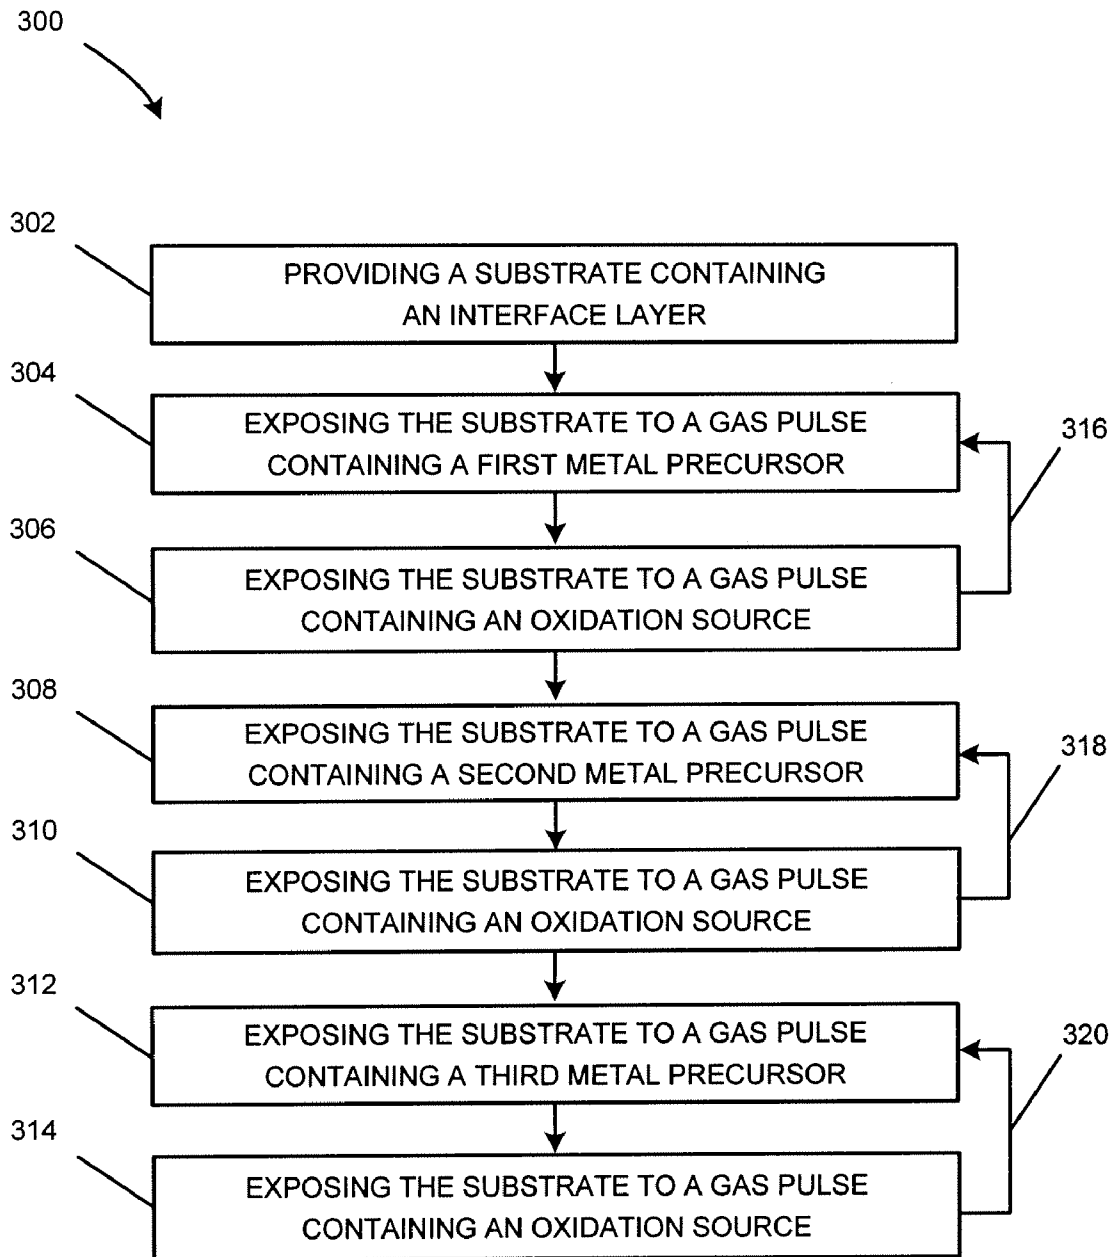 300
302
PROVIDING A SUBSTRATE CONTAINING
AN INTERFACE LAYER
304
EXPOSING THE SUBSTRATE TO A GAS PULSE
CONTAINING A FIRST METAL PRECURSOR
316
306
EXPOSING THE SUBSTRATE TO A GAS PULSE
CONTAINING AN OXIDATION SOURCE
308
EXPOSING THE SUBSTRATE TO A GAS PULSE
CONTAINING A SECOND METAL PRECURSOR
318
310
EXPOSING THE SUBSTRATE TO A GAS PULSE
CONTAINING AN OXIDATION SOURCE
312
EXPOSING THE SUBSTRATE TO A GAS PULSE
CONTAINING A THIRD METAL PRECURSOR
320
314
EXPOSING THE SUBSTRATE TO A GAS PULSE
CONTAINING AN OXIDATION SOURCE